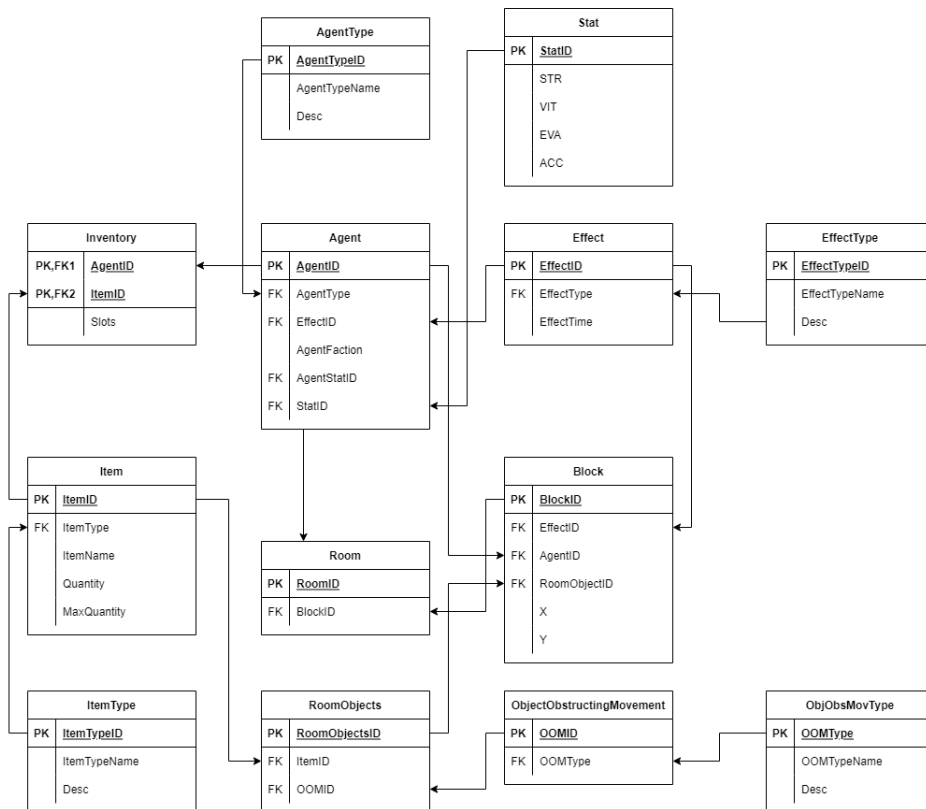 AgentType
PK AgentTypeID
AgentTypeName
Desc
Stat
PK StatID
STR
VIT
EVA
ACC
Inventory
PK,FK1 AgentID
PK,FK2 ItemID
Slots
Agent
PK AgentID
FK AgentType
FK EffectID
AgentFaction
FK AgentStatID
FK StatID
Effect
PK EffectID
FK EffectType
EffectTime
EffectType
PK EffectTypeID
EffectTypeName
Desc
Item
PK ItemID
FK ItemType
ItemName
Quantity
MaxQuantity
Room
PK RoomID
FK BlockID
Block
PK BlockID
FK EffectID
FK AgentID
FK RoomObjectID
X
Y
ItemType
PK ItemTypeID
ItemTypeName
Desc
RoomObjects
PK RoomObjectsID
FK ItemID
FK OOMID
ObjectObstructingMovement
PK OOMID
FK OOMType
ObjObsMovType
PK OOMType
OOMTypeName
Desc